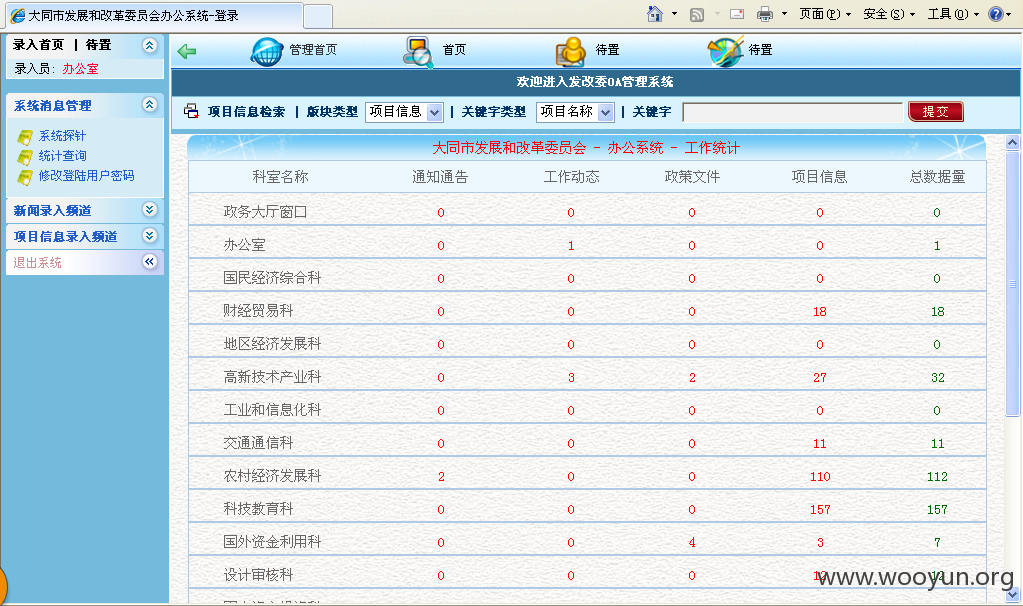 大同市发展和改革委员会办公系统-登录
页面(P) 安全(S) 工具(O)
录入首页 | 待置
录入员: 办公室
系统消息管理
系统探针
统计查询
修改登陆用户密码
新闻录入频道
项目信息录入频道
退出系统
管理首页 首页 待置 待置
欢迎进入发改委OA管理系统
项目信息检索 | 版块类型 项目信息 | 关键字类型 项目名称 | 关键字 提交
大同市发展和改革委员会 - 办公系统 - 工作统计
科室名称 通知通告 工作动态 政策文件 项目信息 总数据量
政务大厅窗口 0 0 0 0 0
办公室 0 1 0 0 1
国民经济综合科 0 0 0 0 0
财经贸易科 0 0 0 18 18
地区经济发展科 0 0 0 0 0
高新技术产业科 0 3 2 27 32
工业和信息化科 0 0 0 0 0
交通通信科 0 0 0 11 11
农村经济发展科 2 0 0 110 112
科技教育科 0 0 0 157 157
国外资金利用科 0 0 4 3 7
设计审核科 0 0 0 12 12
www.wooyun.org